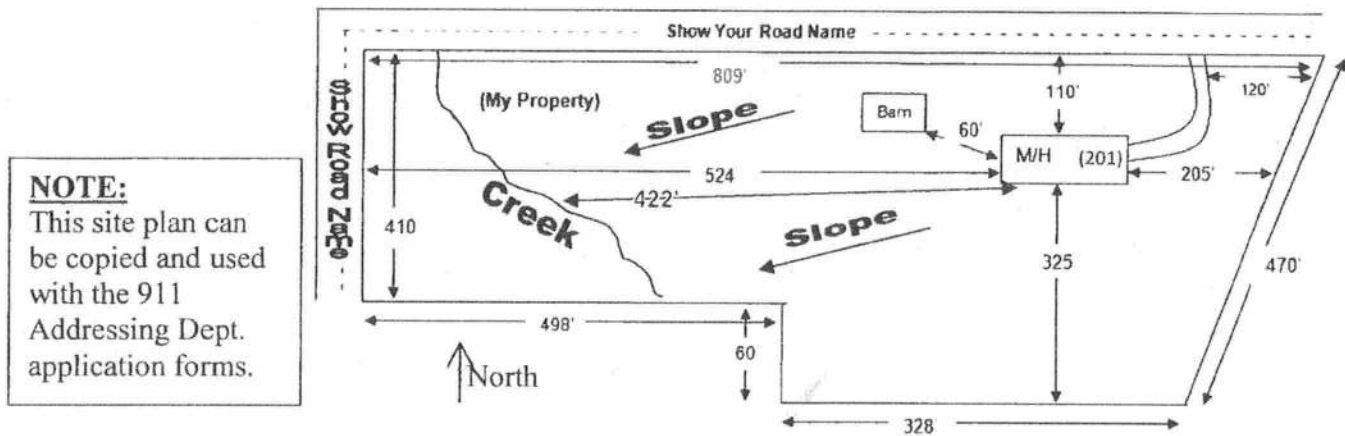 Show Your Road Name
Show Road Name
809'
(My Property)
Slope
Barn
110'
120'
60'
M/H (201)
NOTE:
This site plan can
be copied and used
with the 911
Addressing Dept.
application forms.
524
205'
422'
Creek
410
Slope
325
470'
498'
60
North
328